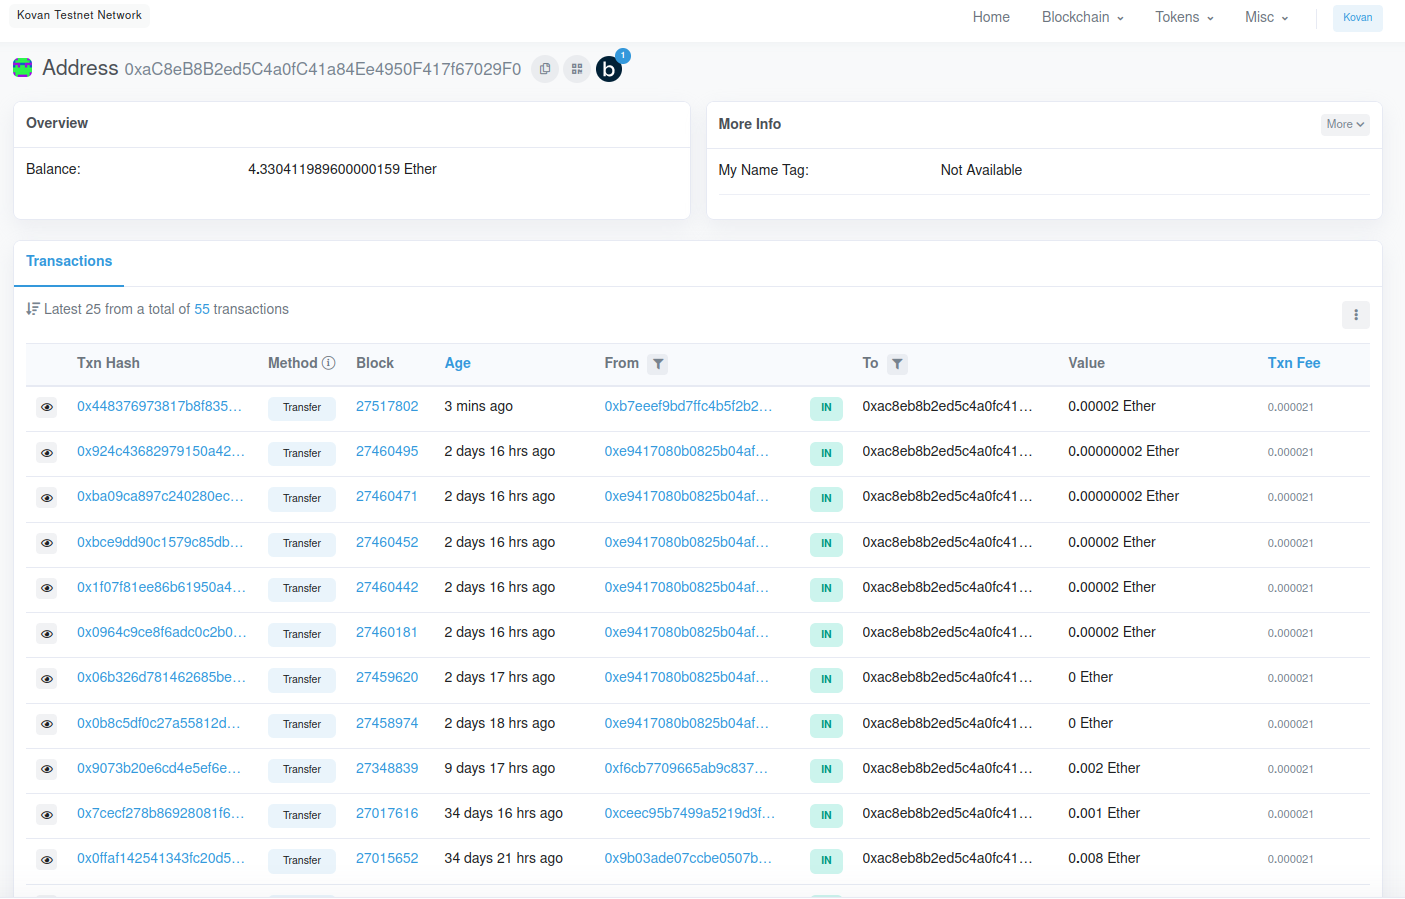 Kovan Testnet Network
Home Blockchain Tokens Misc Kovan
Address 0xaC8eB8B2ed5C4a0fC41a84Ee4950F417f67029F0 b 1
Overview
Balance: 4.330411989600000159 Ether
More Info More
My Name Tag: Not Available
Transactions
Latest 25 from a total of 55 transactions
Txn Hash Method Block Age From To Value Txn Fee
0x448376973817b8f835... Transfer 27517802 3 mins ago 0xb7eeef9bd7ffc4b5f2b2... IN 0xac8eb8b2ed5c4a0fc41... 0.00002 Ether 0.000021
0x924c43682979150a42... Transfer 27460495 2 days 16 hrs ago 0xe9417080b0825b04af... IN 0xac8eb8b2ed5c4a0fc41... 0.00000002 Ether 0.000021
0xba09ca897c240280ec... Transfer 27460471 2 days 16 hrs ago 0xe9417080b0825b04af... IN 0xac8eb8b2ed5c4a0fc41... 0.00000002 Ether 0.000021
0xbce9dd90c1579c85db... Transfer 27460452 2 days 16 hrs ago 0xe9417080b0825b04af... IN 0xac8eb8b2ed5c4a0fc41... 0.00002 Ether 0.000021
0x1f07f81ee86b61950a4... Transfer 27460442 2 days 16 hrs ago 0xe9417080b0825b04af... IN 0xac8eb8b2ed5c4a0fc41... 0.00002 Ether 0.000021
0x0964c9ce8f6adc0c2b0... Transfer 27460181 2 days 16 hrs ago 0xe9417080b0825b04af... IN 0xac8eb8b2ed5c4a0fc41... 0.00002 Ether 0.000021
0x06b326d781462685be... Transfer 27459620 2 days 17 hrs ago 0xe9417080b0825b04af... IN 0xac8eb8b2ed5c4a0fc41... 0 Ether 0.000021
0x0b8c5df0c27a55812d... Transfer 27458974 2 days 18 hrs ago 0xe9417080b0825b04af... IN 0xac8eb8b2ed5c4a0fc41... 0 Ether 0.000021
0x9073b20e6cd4e5ef6e... Transfer 27348839 9 days 17 hrs ago 0xf6cb7709665ab9c837... IN 0xac8eb8b2ed5c4a0fc41... 0.002 Ether 0.000021
0x7cecf278b86928081f6... Transfer 27017616 34 days 16 hrs ago 0xceec95b7499a5219d3f... IN 0xac8eb8b2ed5c4a0fc41... 0.001 Ether 0.000021
0x0ffaf142541343fc20d5... Transfer 27015652 34 days 21 hrs ago 0x9b03ade07ccbe0507b... IN 0xac8eb8b2ed5c4a0fc41... 0.008 Ether 0.000021